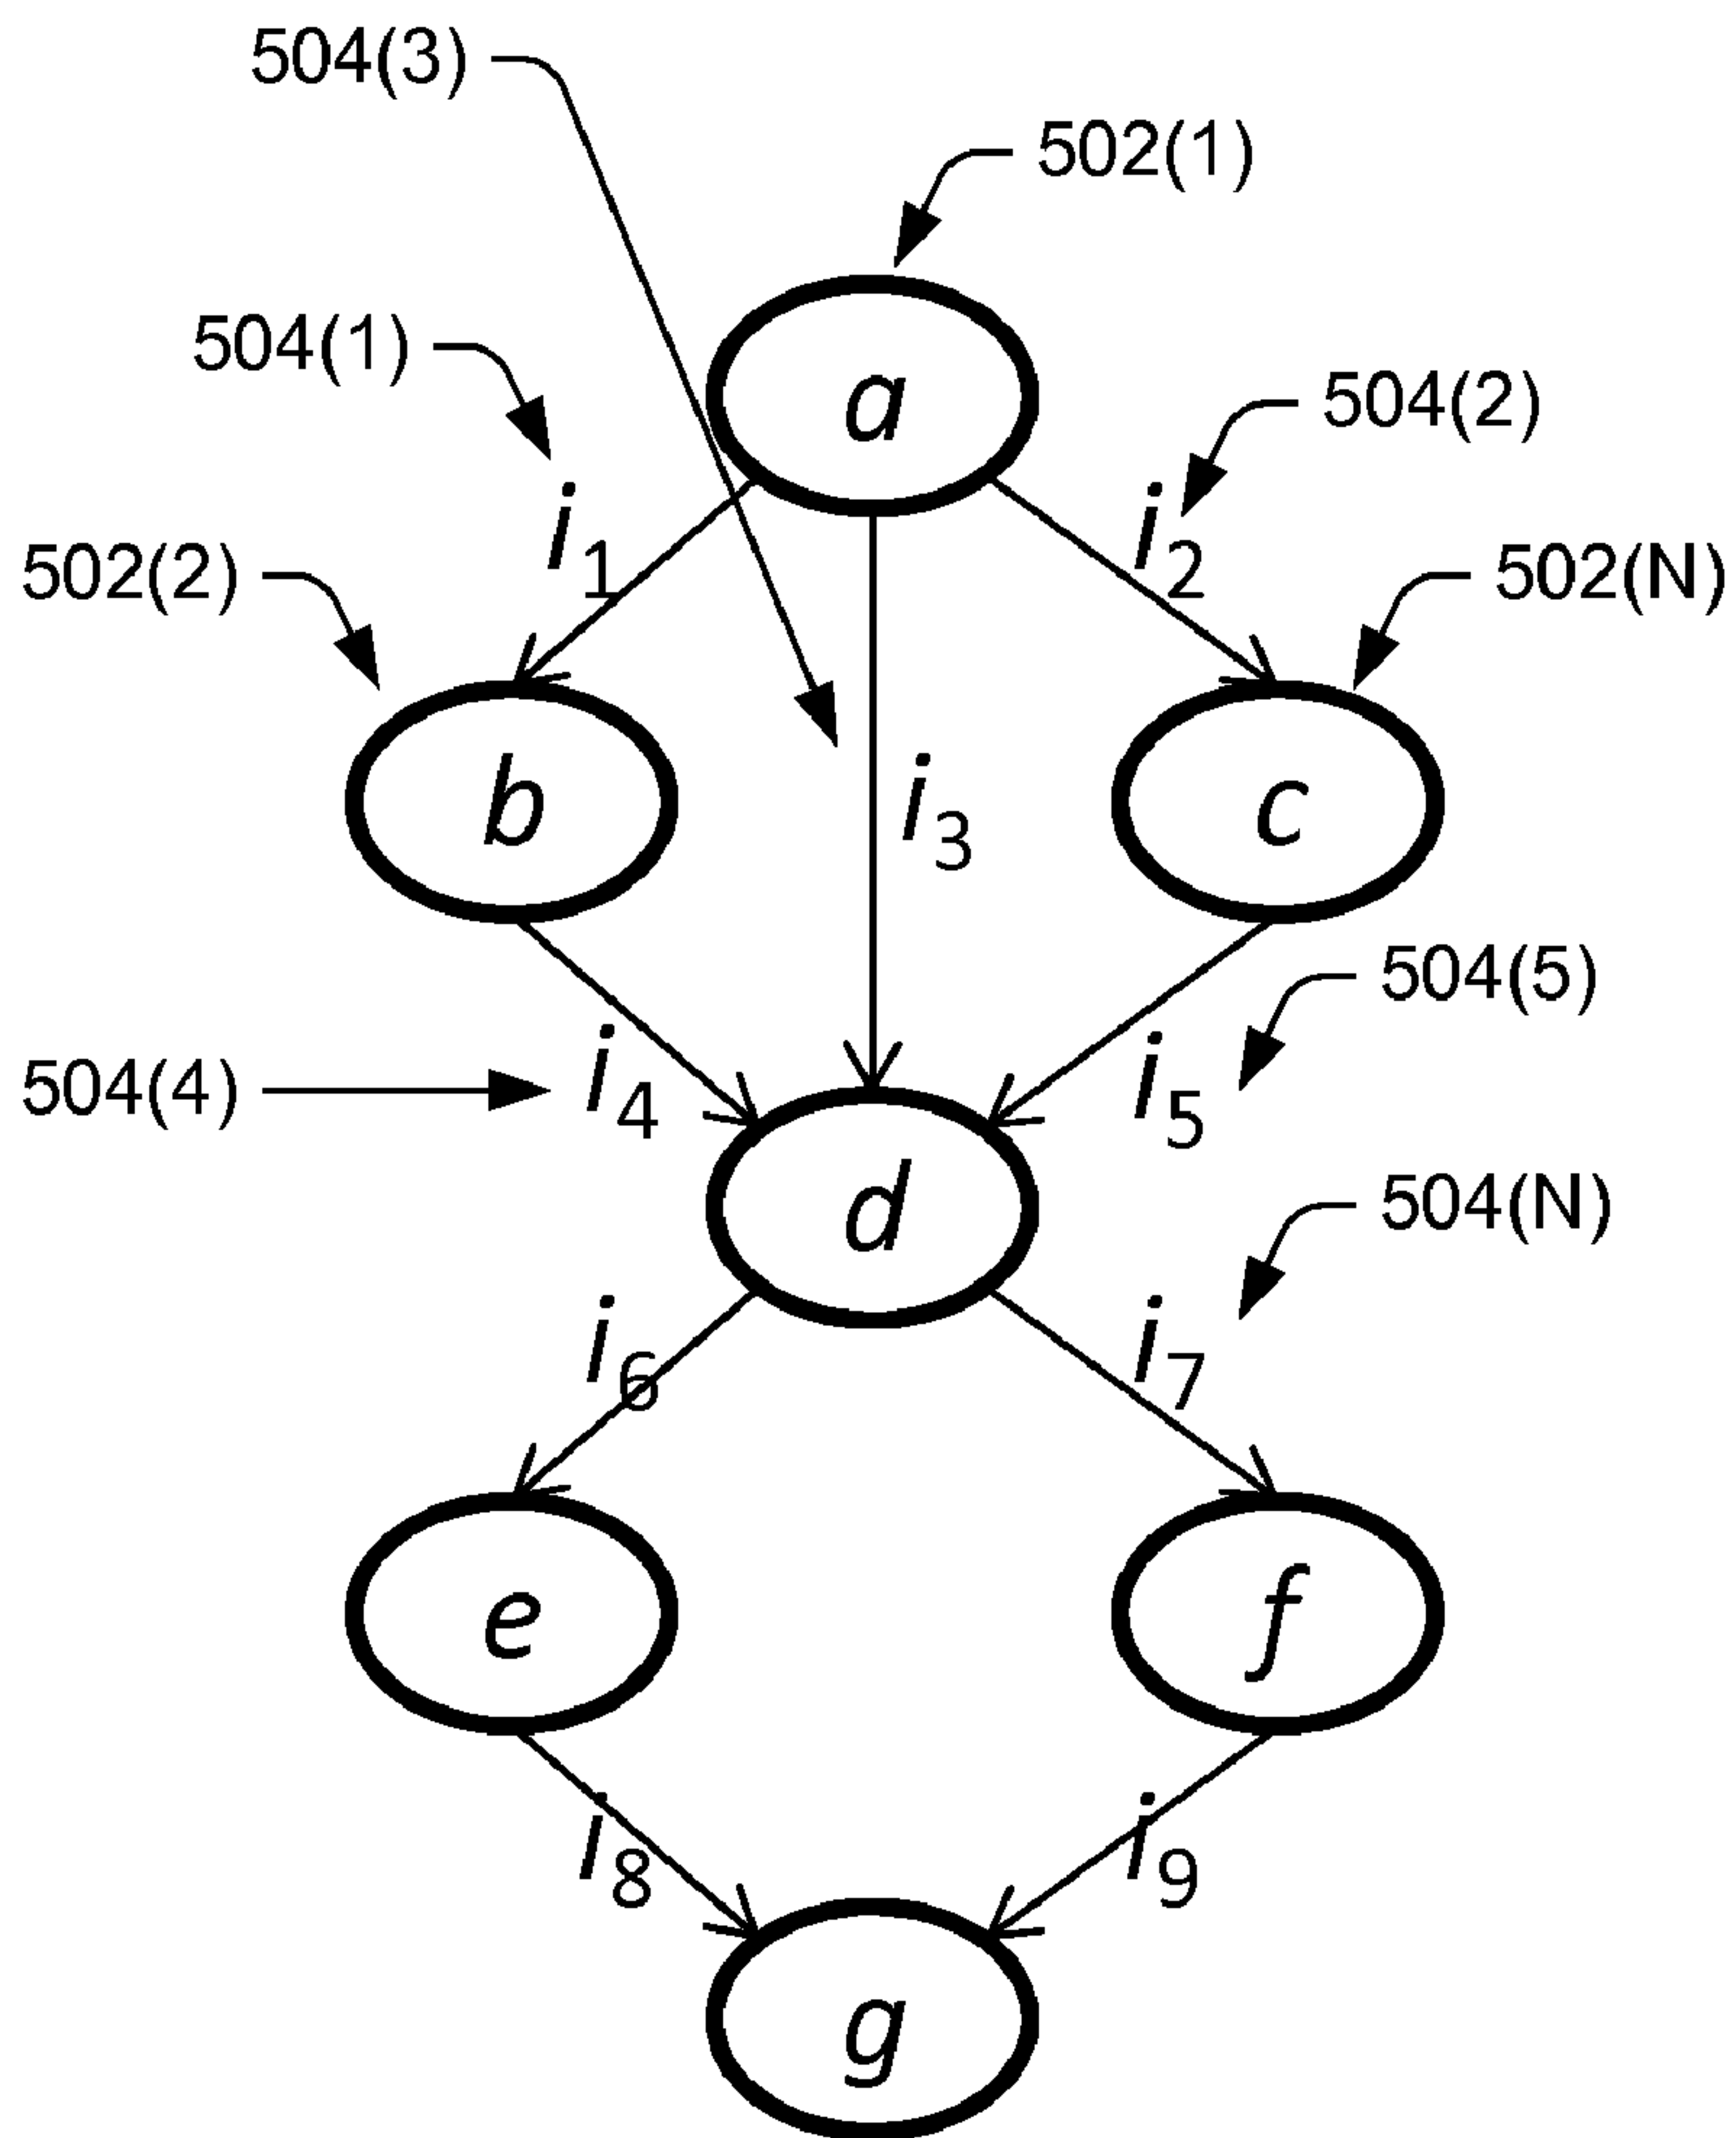 504(3)
502(1)
504(1)
a
504(2)
i1
i2
502(2)
502(N)
b
i3
c
504(5)
504(4)
i4
i5
d
504(N)
i6
i7
e
f
i8
i9
g